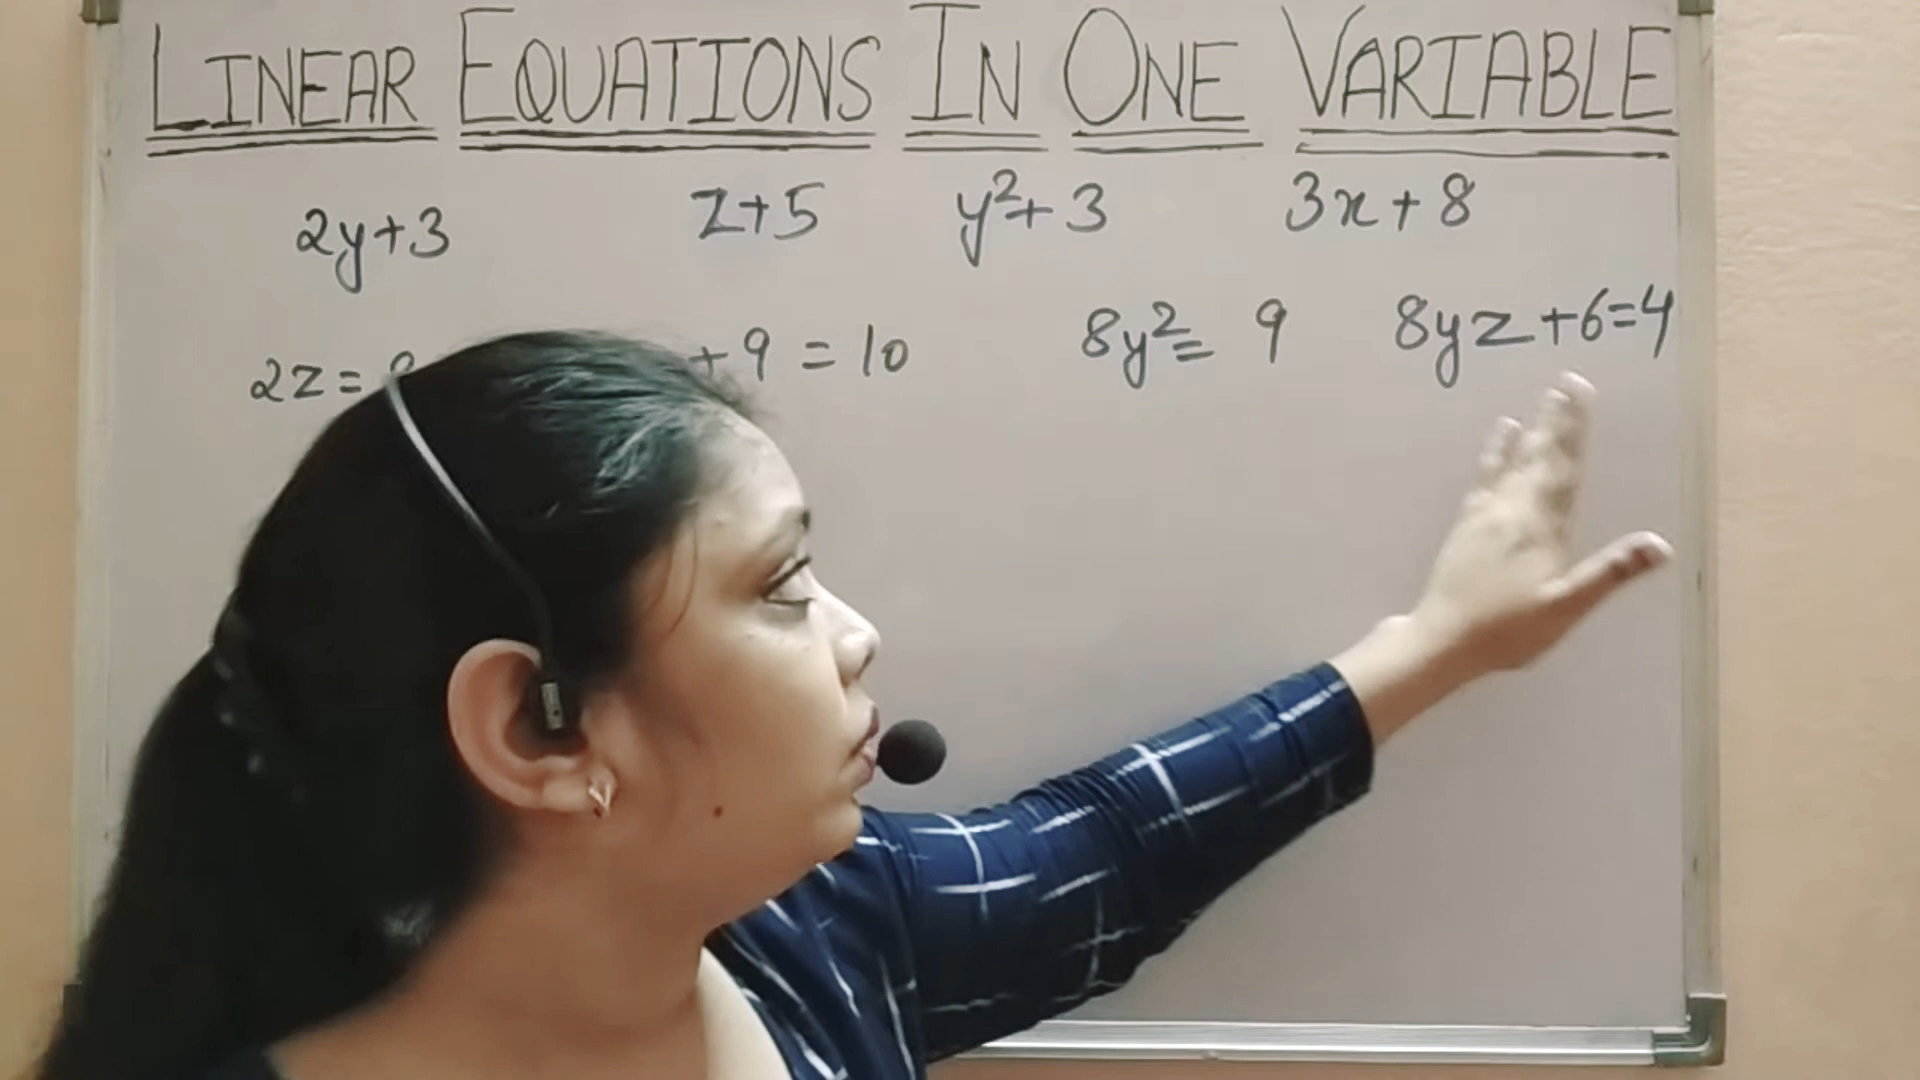 LINEAR EQUATIONS IN ONE VARIABLE
2y+3 z+5 y²+3 3x+8
2z= +9=10 8y²=9 8yz+6=4